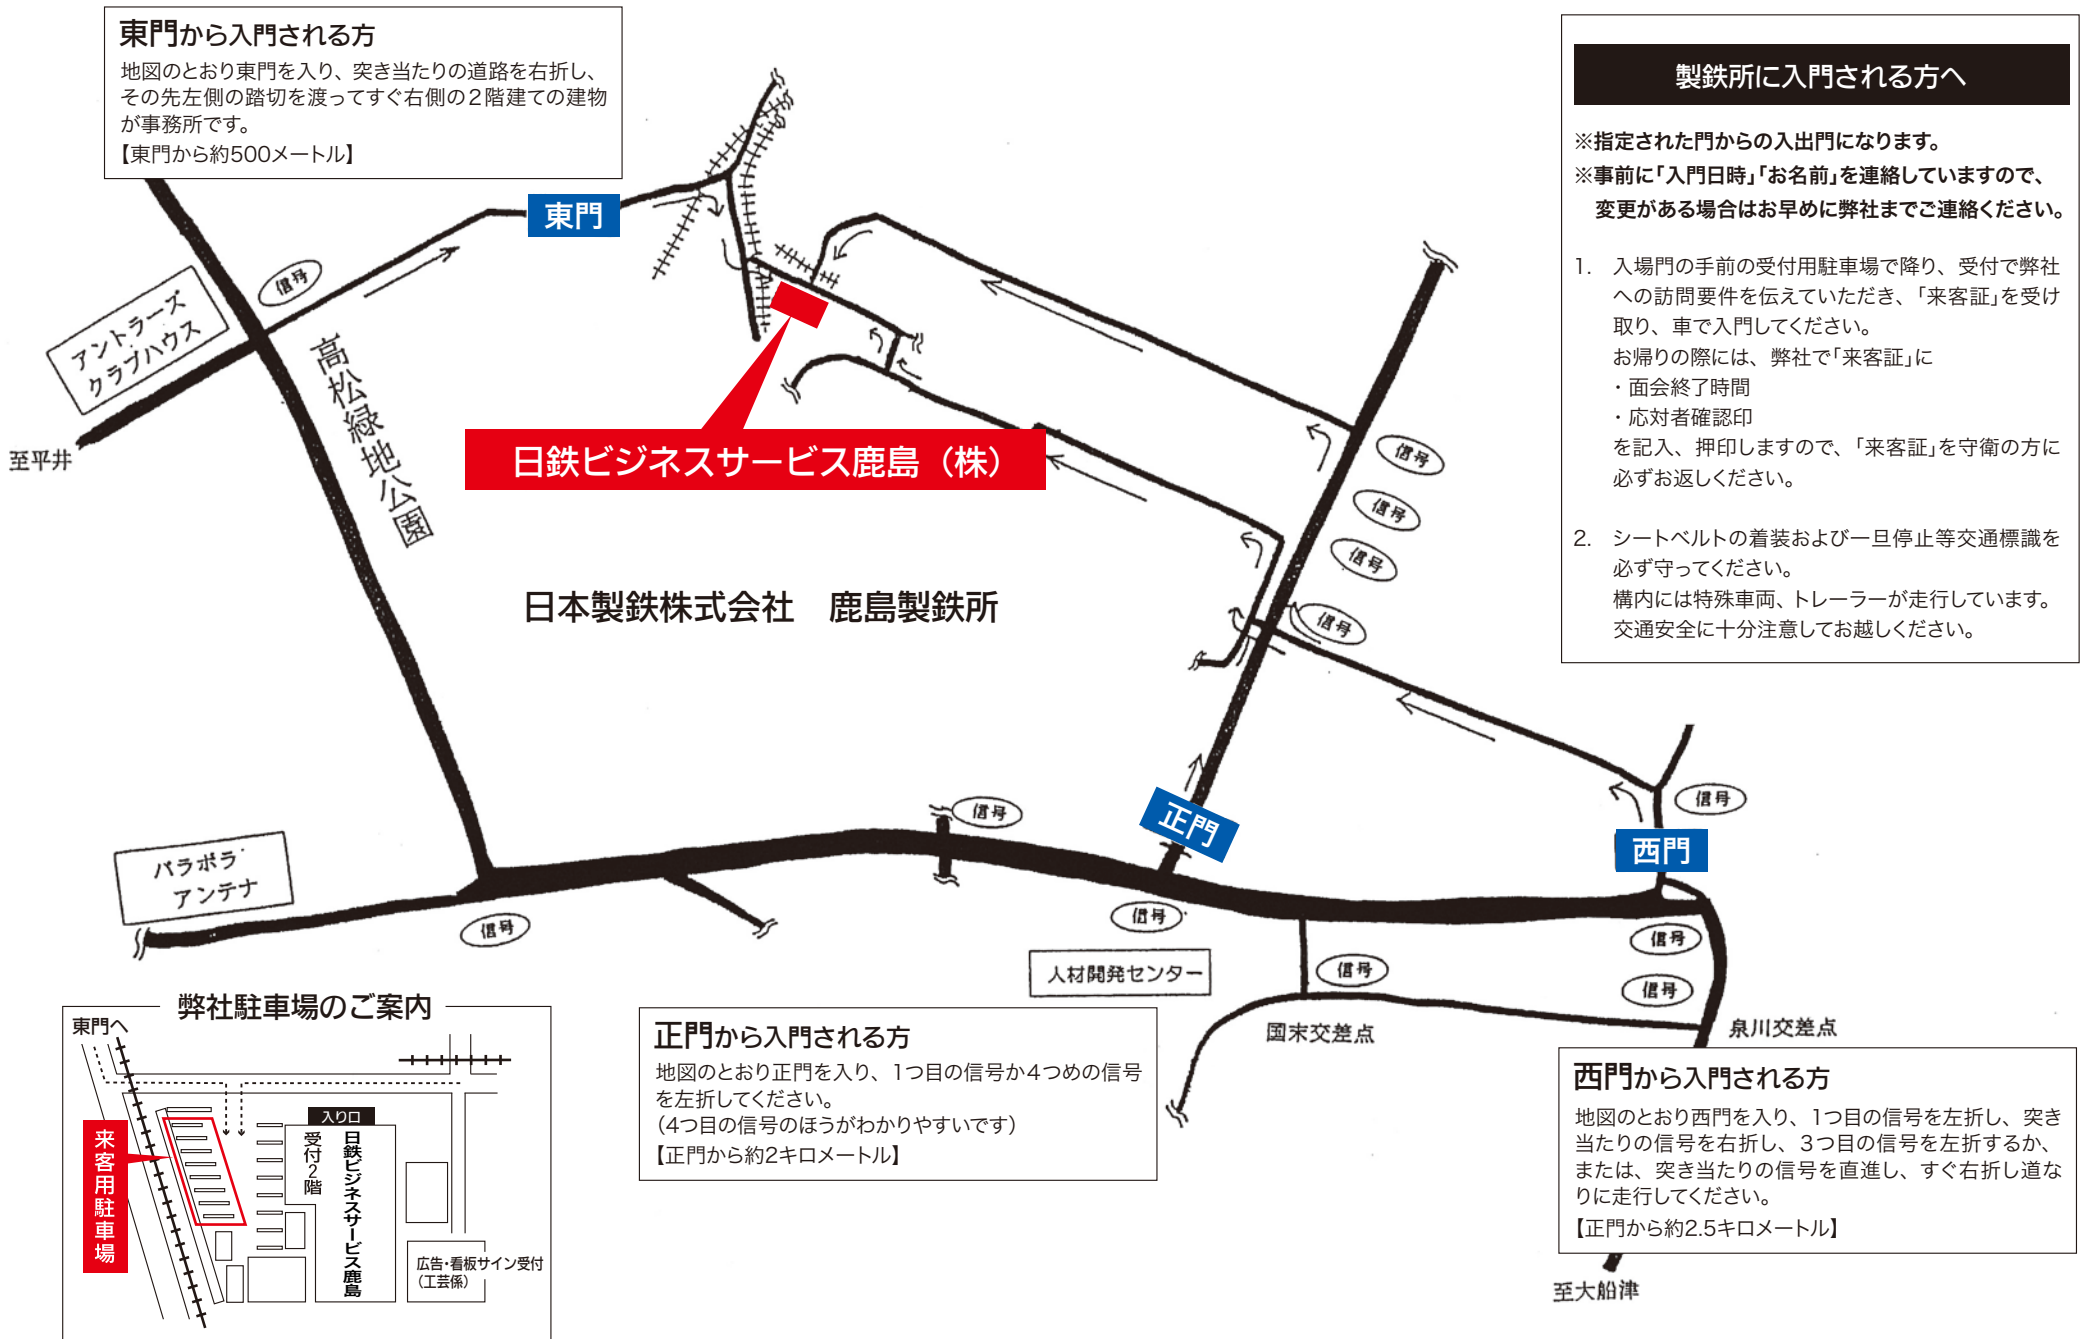 東門から入門される方
地図のとおり東門を入り、突き当たりの道路を右折し、
その先左側の踏切を渡ってすぐ右側の2階建ての建物
が事務所です。
【東門から約500メートル】
製鉄所に入門される方へ
※指定された門からの入出門になります。
※事前に「入門日時」「お名前」を連絡していますので、
変更がある場合はお早めに弊社までご連絡ください。
1. 入場門の手前の受付用駐車場で降り、受付で弊社
への訪問要件を伝えていただき、「来客証」を受け
取り、車で入門してください。
お帰りの際には、弊社で「来客証」に
・面会終了時間
・応対者確認印
を記入、押印しますので、「来客証」を守衛の方に
必ずお返しください。
2. シートベルトの着装および一旦停止等交通標識を
必ず守ってください。
構内には特殊車両、トレーラーが走行しています。
交通安全に十分注意してお越しください。
東門
信号
アントラーズ
クラブハウス
至平井
高松緑地公園
日鉄ビジネスサービス鹿島（株）
信号
信号
信号
信号
日本製鉄株式会社　鹿島製鉄所
正門
西門
信号
信号
パラボラ
アンテナ
信号
信号
信号
信号
信号
人材開発センター
国末交差点
泉川交差点
至大船津
弊社駐車場のご案内
東門へ
来客用駐車場
入り口
受付2階
日鉄ビジネスサービス鹿島
広告・看板サイン受付
（工芸係）
正門から入門される方
地図のとおり正門を入り、1つ目の信号か4つめの信号
を左折してください。
（4つ目の信号のほうがわかりやすいです）
【正門から約2キロメートル】
西門から入門される方
地図のとおり西門を入り、1つ目の信号を左折し、突き
当たりの信号を右折し、3つ目の信号を左折するか、
または、突き当たりの信号を直進し、すぐ右折し道な
りに走行してください。
【正門から約2.5キロメートル】